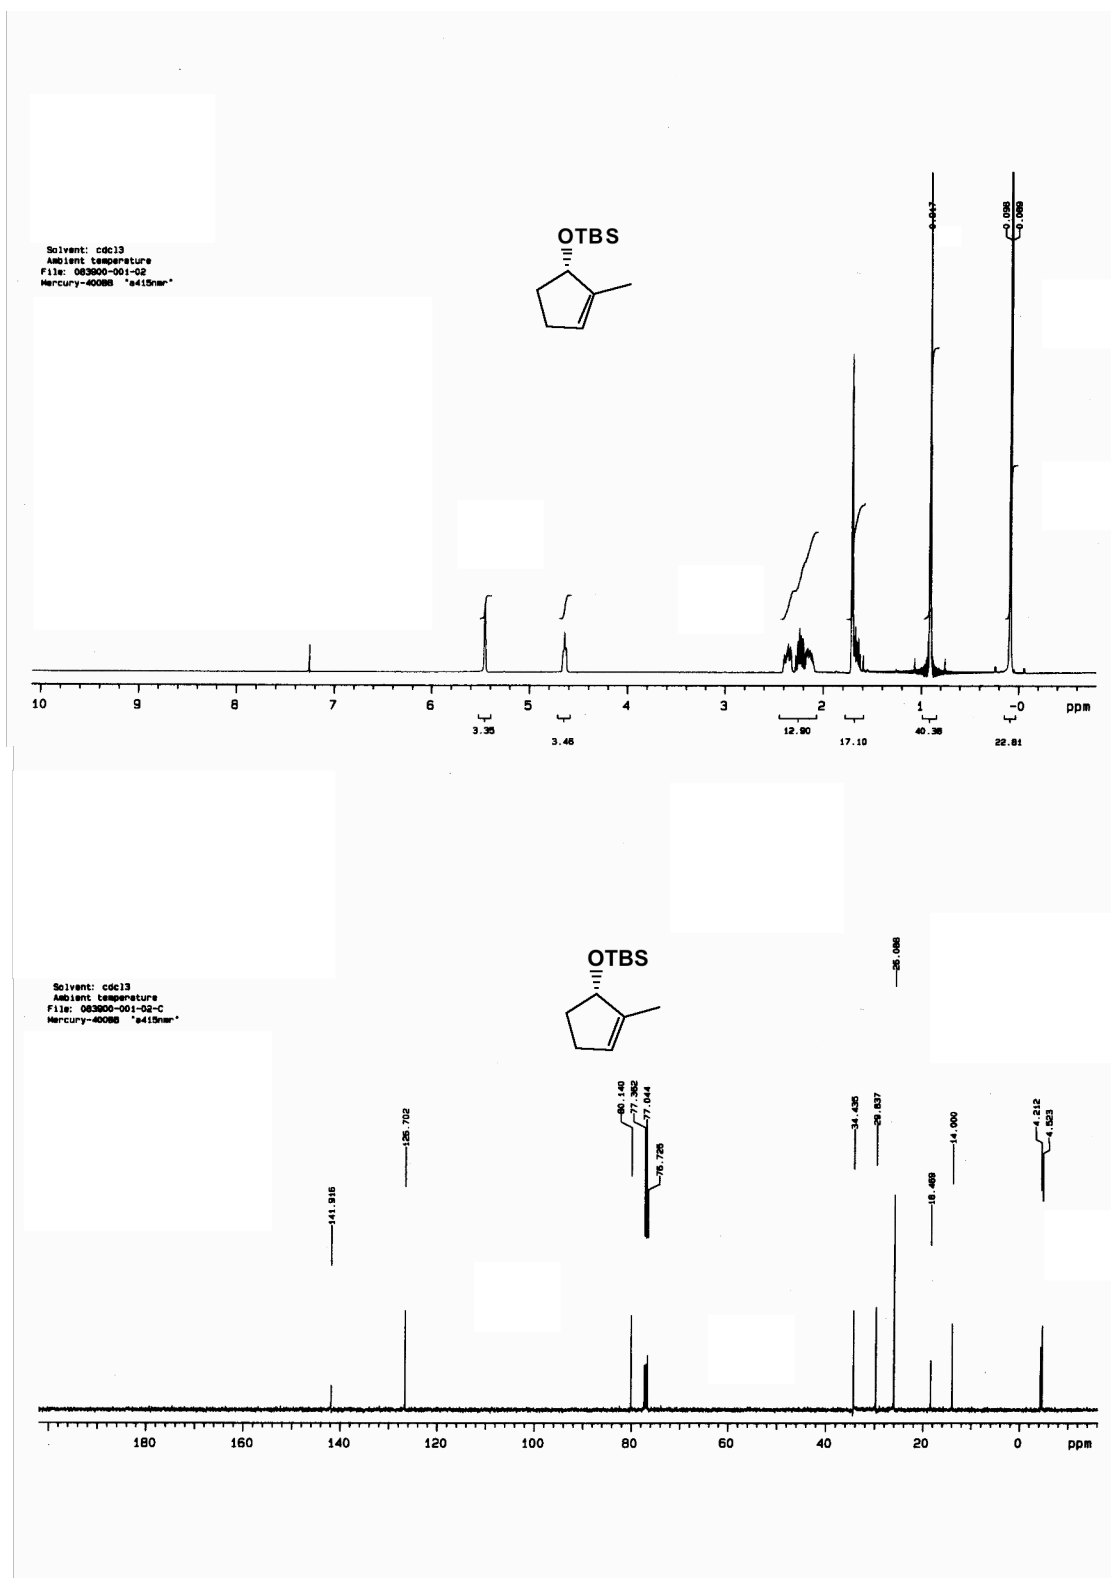 Solvent: cdcl3
Ambient temperature
File: 083900-001-02
Mercury-400BB "a415nmr"
OTBS
0.917
0.098
0.089
10 9 8 7 6 5 4 3 2 1 -0 ppm
3.35
3.46
12.90
17.10
40.38
22.81
Solvent: cdcl3
Ambient temperature
File: 083900-001-02-C
Mercury-400BB "a415nmr"
OTBS
141.916
126.702
80.140
77.362
77.044
76.726
34.435
29.837
26.088
18.469
14.000
4.212
4.523
180 160 140 120 100 80 60 40 20 0 ppm